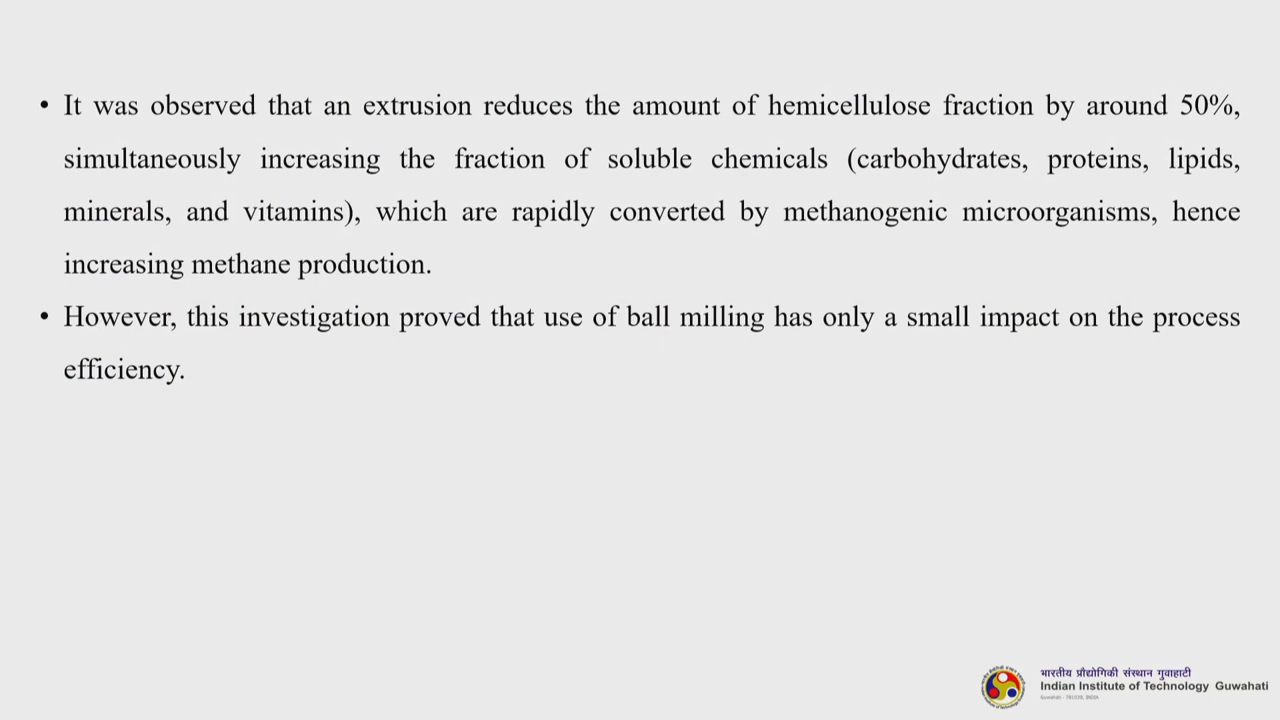 • It was observed that an extrusion reduces the amount of hemicellulose fraction by around 50%,
simultaneously increasing the fraction of soluble chemicals (carbohydrates, proteins, lipids,
minerals, and vitamins), which are rapidly converted by methanogenic microorganisms, hence
increasing methane production.
• However, this investigation proved that use of ball milling has only a small impact on the process
efficiency.
भारतीय प्रौद्योगिकी संस्थान गुवाहाटी
Indian Institute of Technology Guwahati